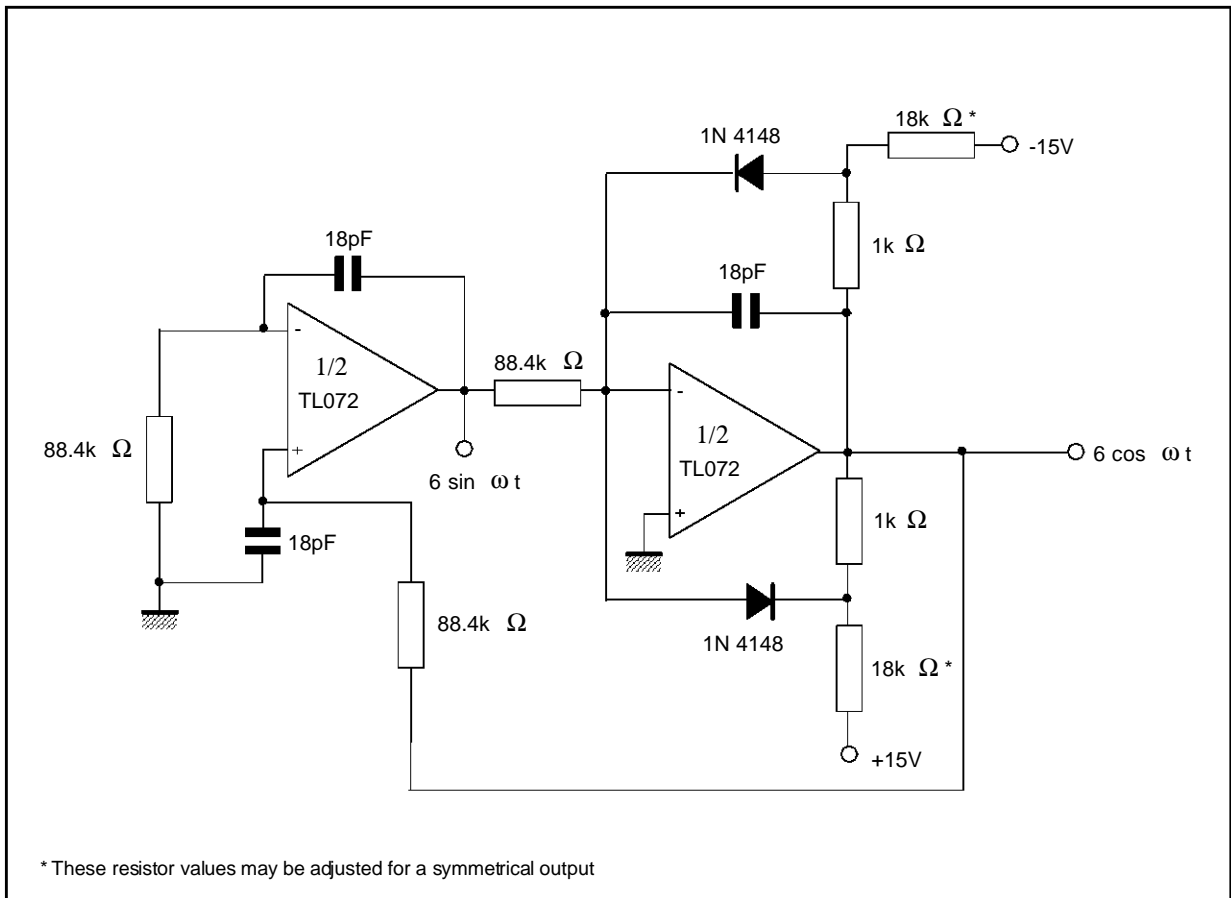 18k Ω *
1N 4148
-15V
18pF
1k Ω
18pF
-
1/2
TL072
+
88.4k Ω
88.4k Ω
-
1/2
TL072
+
6 sin ω t
6 cos ω t
18pF
1k Ω
88.4k Ω
1N 4148
18k Ω *
+15V
* These resistor values may be adjusted for a symmetrical output